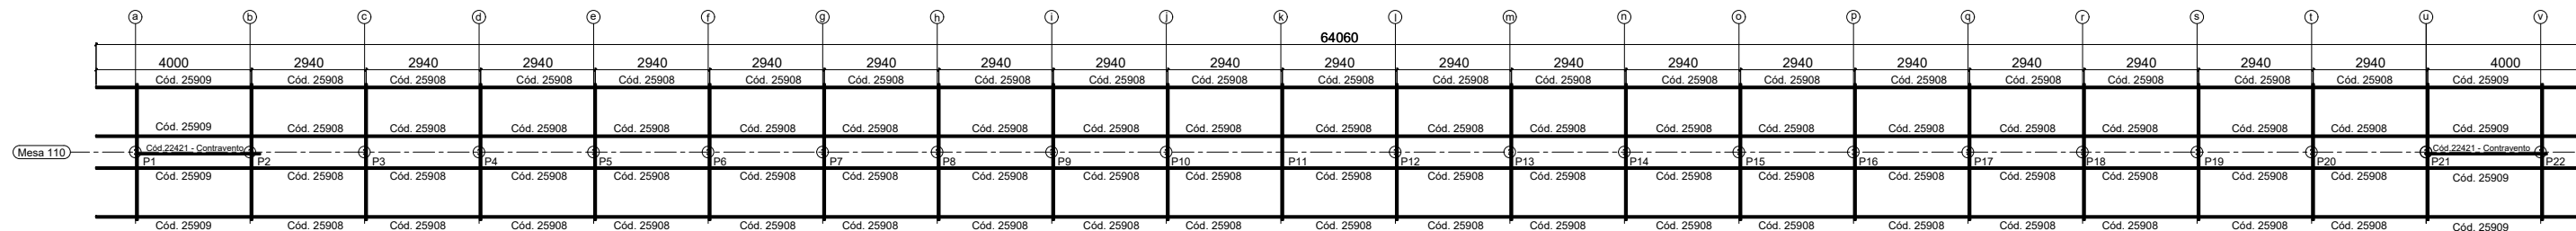 a b c d e f g h i j k l m n o p q r s t u v
64060
4000 2940 2940 2940 2940 2940 2940 2940 2940 2940 2940 2940 2940 2940 2940 2940 2940 2940 2940 2940 4000
Cód. 25909 Cód. 25908 Cód. 25908 Cód. 25908 Cód. 25908 Cód. 25908 Cód. 25908 Cód. 25908 Cód. 25908 Cód. 25908 Cód. 25908 Cód. 25908 Cód. 25908 Cód. 25908 Cód. 25908 Cód. 25908 Cód. 25908 Cód. 25908 Cód. 25908 Cód. 25908 Cód. 25909
Cód. 25909 Cód. 25908 Cód. 25908 Cód. 25908 Cód. 25908 Cód. 25908 Cód. 25908 Cód. 25908 Cód. 25908 Cód. 25908 Cód. 25908 Cód. 25908 Cód. 25908 Cód. 25908 Cód. 25908 Cód. 25908 Cód. 25908 Cód. 25908 Cód. 25908 Cód. 25908 Cód. 25909
Mesa 110 Cód.22421 - Contravento Cód.22421 - Contravento
P1 P2 P3 P4 P5 P6 P7 P8 P9 P10 P11 P12 P13 P14 P15 P16 P17 P18 P19 P20 P21 P22
Cód. 25909 Cód. 25908 Cód. 25908 Cód. 25908 Cód. 25908 Cód. 25908 Cód. 25908 Cód. 25908 Cód. 25908 Cód. 25908 Cód. 25908 Cód. 25908 Cód. 25908 Cód. 25908 Cód. 25908 Cód. 25908 Cód. 25908 Cód. 25908 Cód. 25908 Cód. 25908 Cód. 25909
Cód. 25909 Cód. 25908 Cód. 25908 Cód. 25908 Cód. 25908 Cód. 25908 Cód. 25908 Cód. 25908 Cód. 25908 Cód. 25908 Cód. 25908 Cód. 25908 Cód. 25908 Cód. 25908 Cód. 25908 Cód. 25908 Cód. 25908 Cód. 25908 Cód. 25908 Cód. 25908 Cód. 25909